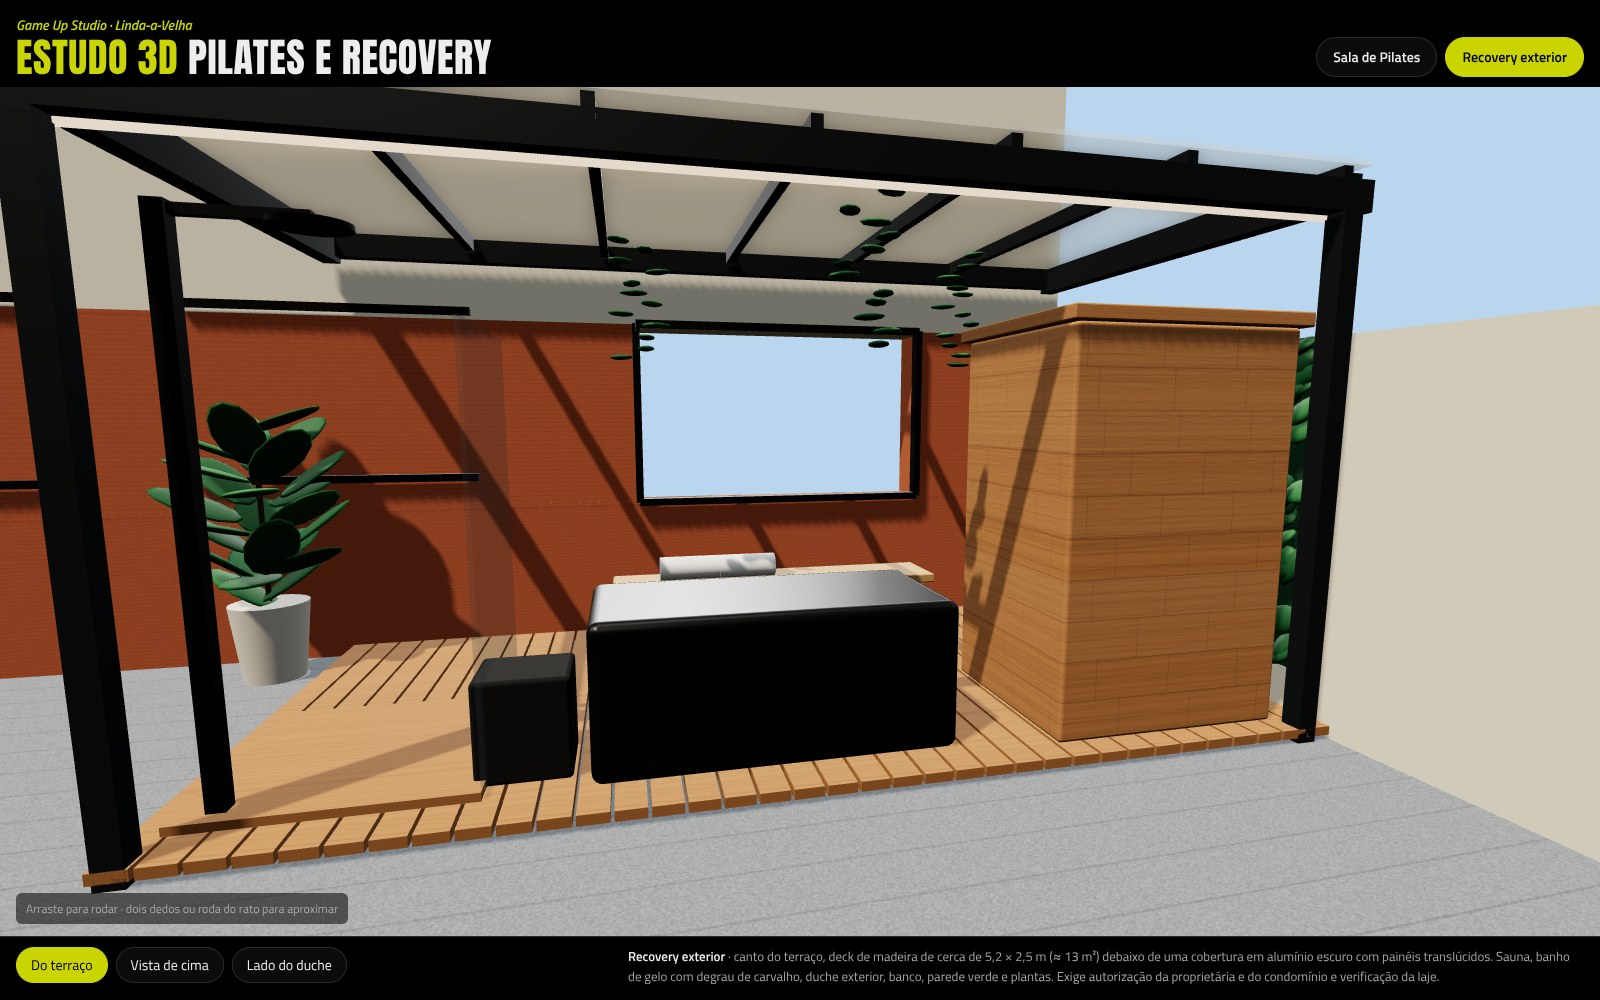 Game Up Studio · Linda-a-Velha
ESTUDO 3D PILATES E RECOVERY
Sala de Pilates
Recovery exterior
Arraste para rodar · dois dedos ou roda do rato para aproximar
Do terraço
Vista de cima
Lado do duche
Recovery exterior · canto do terraço, deck de madeira de cerca de 5,2 × 2,5 m (≈ 13 m²) debaixo de uma cobertura em alumínio escuro com painéis translúcidos. Sauna, banho
de gelo com degrau de carvalho, duche exterior, banco, parede verde e plantas. Exige autorização da proprietária e do condomínio e verificação da laje.